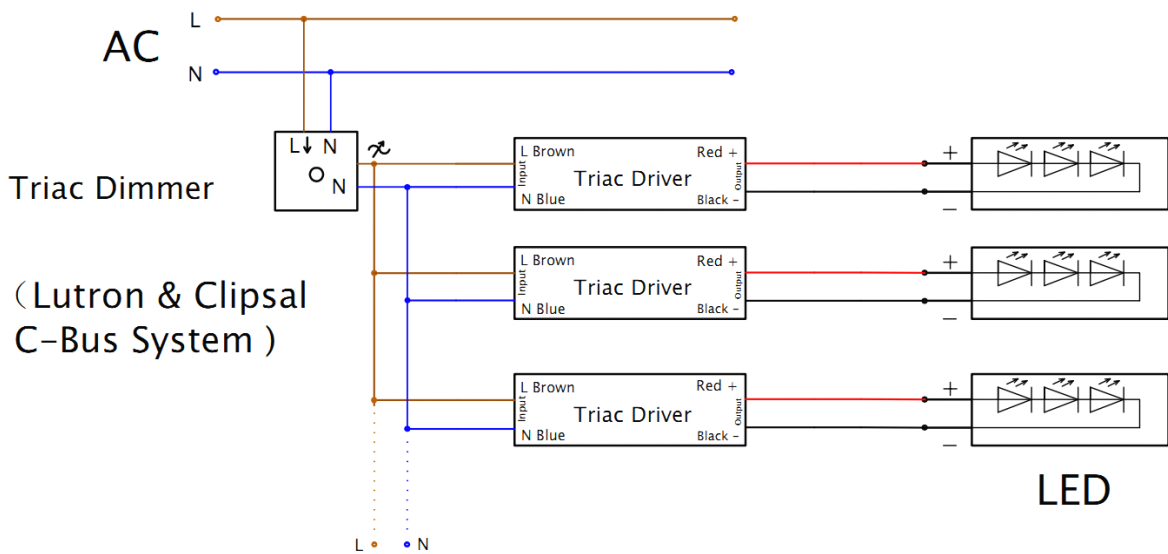 L
AC
N
L N
N
Triac Dimmer
（Lutron & Clipsal
C-Bus System )
L Brown
Input
N Blue
Triac Driver
Red +
Output
Black -
+
−
L Brown
Input
N Blue
Triac Driver
Red +
Output
Black -
+
−
L Brown
Input
N Blue
Triac Driver
Red +
Output
Black -
+
−
LED
L N